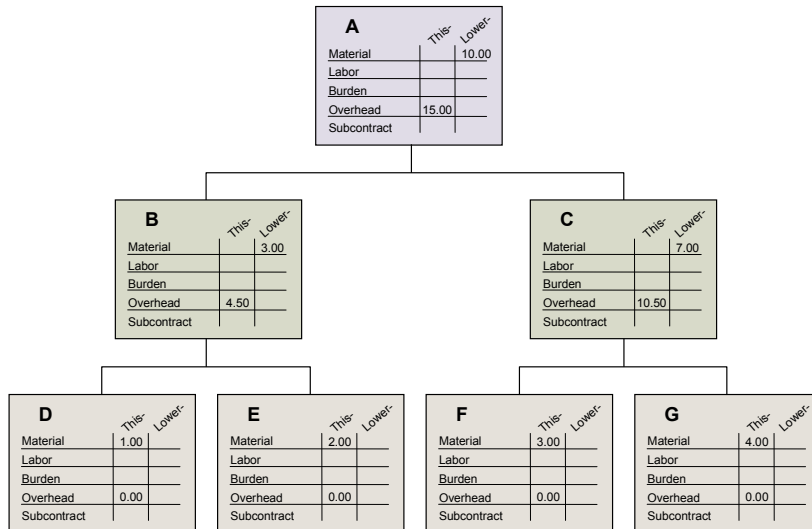 A This- Lower-
Material 10.00
Labor
Burden
Overhead 15.00
Subcontract
B This- Lower-
Material 3.00
Labor
Burden
Overhead 4.50
Subcontract
C This- Lower-
Material 7.00
Labor
Burden
Overhead 10.50
Subcontract
D This- Lower-
Material 1.00
Labor
Burden
Overhead 0.00
Subcontract
E This- Lower-
Material 2.00
Labor
Burden
Overhead 0.00
Subcontract
F This- Lower-
Material 3.00
Labor
Burden
Overhead 0.00
Subcontract
G This- Lower-
Material 4.00
Labor
Burden
Overhead 0.00
Subcontract